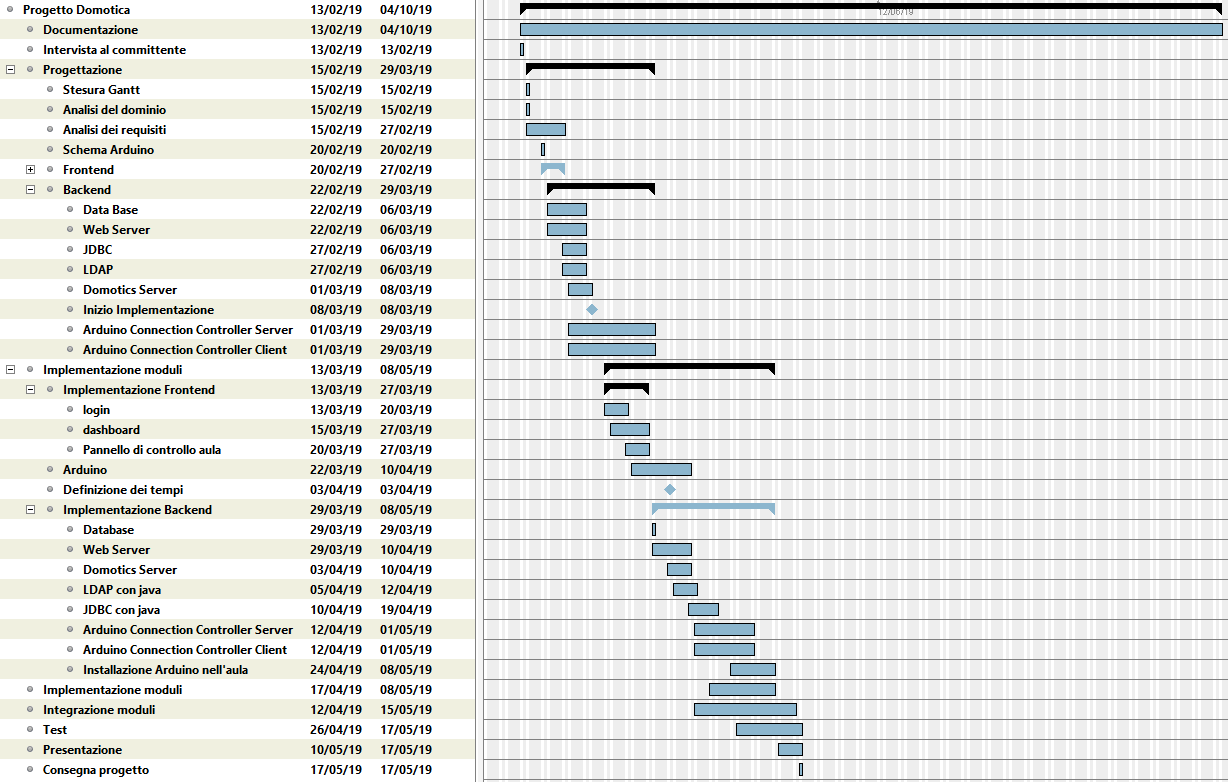 Progetto Domotica 13/02/19 04/10/19 12/06/19
Documentazione 13/02/19 04/10/19
Intervista al committente 13/02/19 13/02/19
Progettazione 15/02/19 29/03/19
Stesura Gantt 15/02/19 15/02/19
Analisi del dominio 15/02/19 15/02/19
Analisi dei requisiti 15/02/19 27/02/19
Schema Arduino 20/02/19 20/02/19
Frontend 20/02/19 27/02/19
Backend 22/02/19 29/03/19
Data Base 22/02/19 06/03/19
Web Server 22/02/19 06/03/19
JDBC 27/02/19 06/03/19
LDAP 27/02/19 06/03/19
Domotics Server 01/03/19 08/03/19
Inizio Implementazione 08/03/19 08/03/19
Arduino Connection Controller Server 01/03/19 29/03/19
Arduino Connection Controller Client 01/03/19 29/03/19
Implementazione moduli 13/03/19 08/05/19
Implementazione Frontend 13/03/19 27/03/19
login 13/03/19 20/03/19
dashboard 15/03/19 27/03/19
Pannello di controllo aula 20/03/19 27/03/19
Arduino 22/03/19 10/04/19
Definizione dei tempi 03/04/19 03/04/19
Implementazione Backend 29/03/19 08/05/19
Database 29/03/19 29/03/19
Web Server 29/03/19 10/04/19
Domotics Server 03/04/19 10/04/19
LDAP con java 05/04/19 12/04/19
JDBC con java 10/04/19 19/04/19
Arduino Connection Controller Server 12/04/19 01/05/19
Arduino Connection Controller Client 12/04/19 01/05/19
Installazione Arduino nell'aula 24/04/19 08/05/19
Implementazione moduli 17/04/19 08/05/19
Integrazione moduli 12/04/19 15/05/19
Test 26/04/19 17/05/19
Presentazione 10/05/19 17/05/19
Consegna progetto 17/05/19 17/05/19